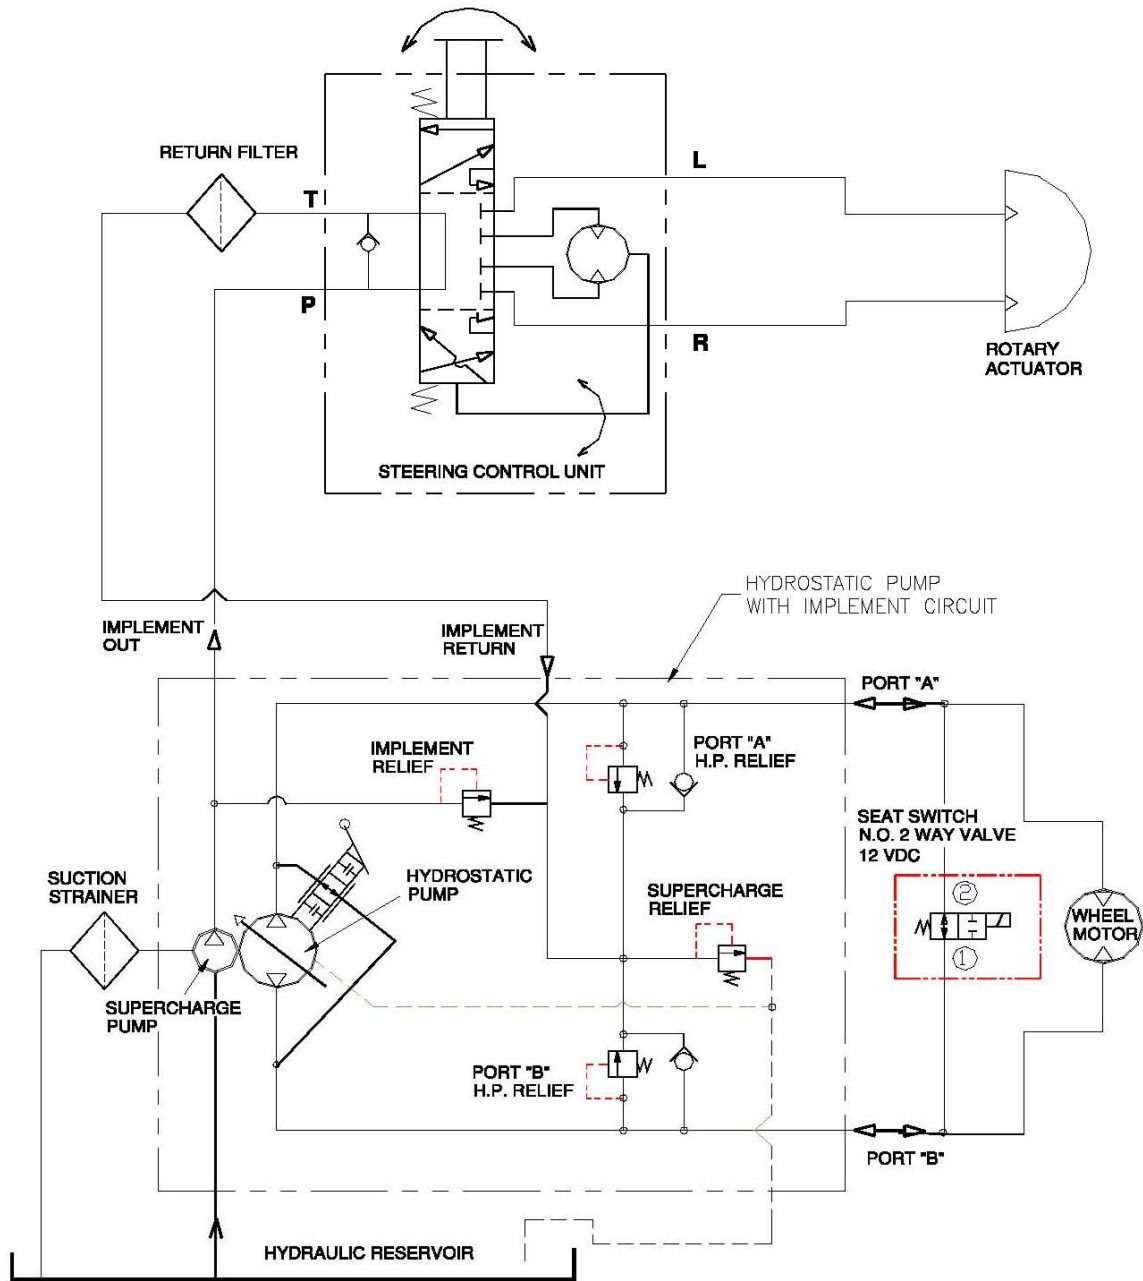 RETURN FILTER
T
P
L
R
ROTARY
ACTUATOR
STEERING CONTROL UNIT
HYDROSTATIC PUMP
WITH IMPLEMENT CIRCUIT
IMPLEMENT
OUT
IMPLEMENT
RETURN
PORT "A"
IMPLEMENT
RELIEF
PORT "A"
H.P. RELIEF
SEAT SWITCH
N.O. 2 WAY VALVE
12 VDC
SUCTION
STRAINER
HYDROSTATIC
PUMP
SUPERCHARGE
RELIEF
2
1
WHEEL
MOTOR
SUPERCHARGE
PUMP
PORT "B"
H.P. RELIEF
PORT "B"
HYDRAULIC RESERVOIR